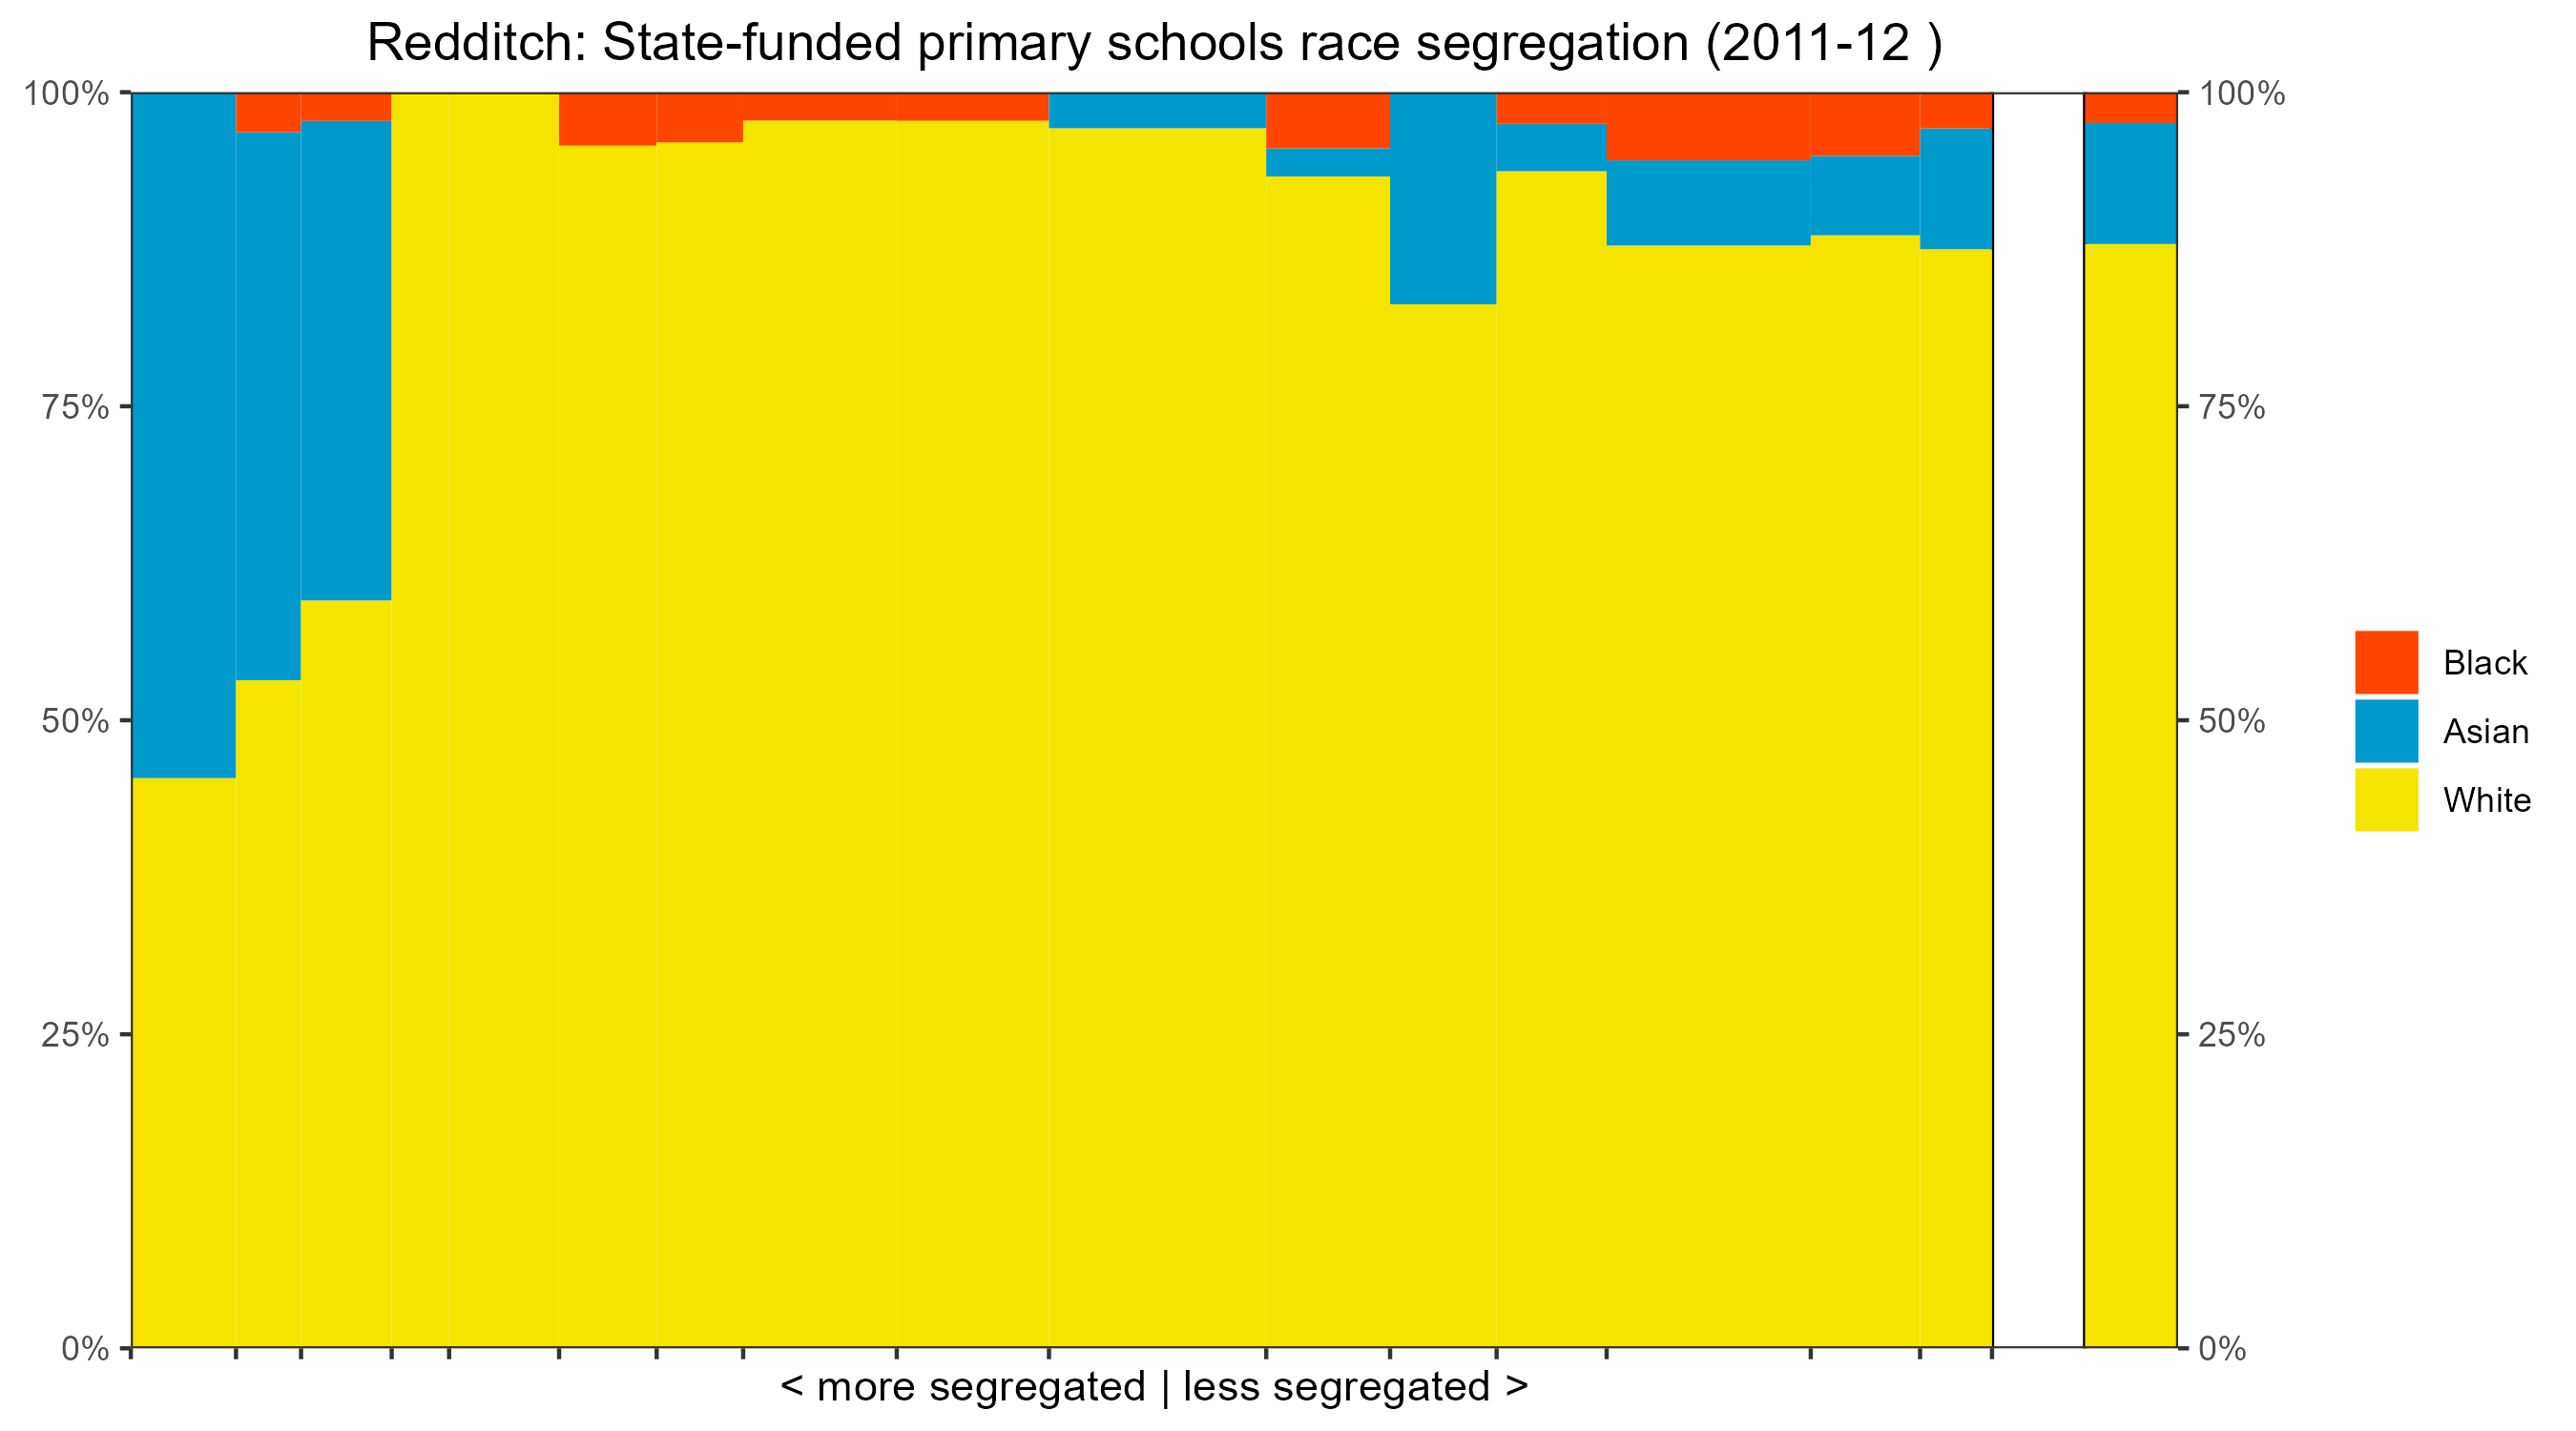 Redditch: State-funded primary schools race segregation (2011-12 )
100%
75%
50%
25%
0%
100%
75%
50%
25%
0%
Black
Asian
White
< more segregated | less segregated >